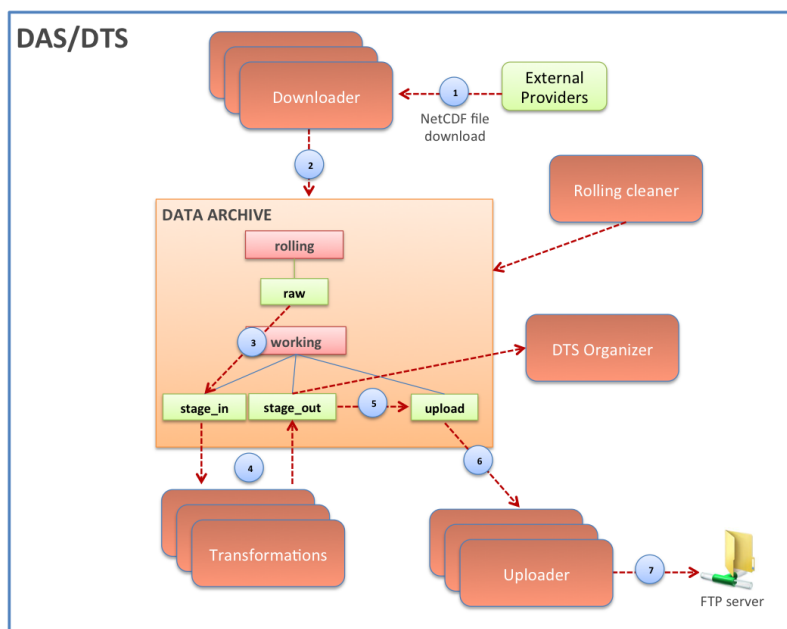 DAS/DTS
Downloader
1
External
Providers
NetCDF file
download
2
Rolling cleaner
DATA ARCHIVE
rolling
raw
3
working
DTS Organizer
stage_in
stage_out
5
upload
4
6
Transformations
Uploader
7
FTP server